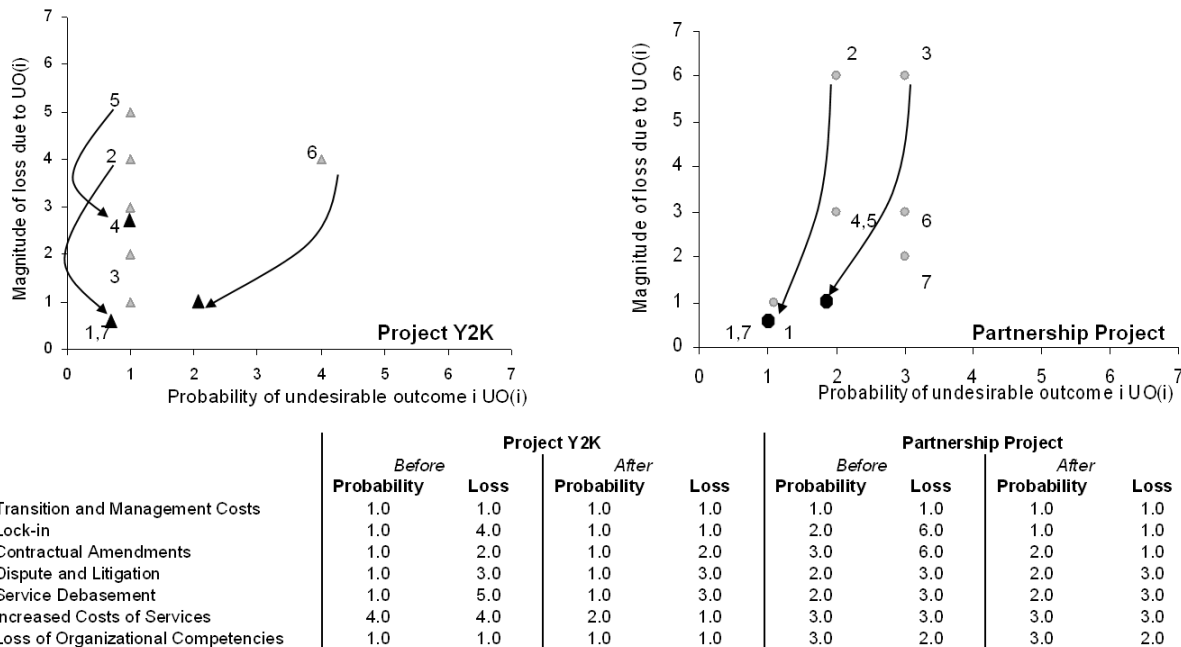 Magnitude of loss due to UO(i)
7
6
5
4
3
2
1
0
5
2
4
3
1,7
6
Project Y2K
0 1 2 3 4 5 6 7
Probability of undesirable outcome i UO(i)
Magnitude of loss due to UO(i)
7
6
5
4
3
2
1
0
2 3
4,5 6
7
1,7 1
Partnership Project
0 1 2 3 4 5 6 7
Probability of undesirable outcome i UO(i)
Project Y2K Partnership Project
Before After Before After
Probability Loss Probability Loss Probability Loss Probability Loss
Transition and Management Costs 1.0 1.0 1.0 1.0 1.0 1.0 1.0 1.0
Lock-in 1.0 4.0 1.0 1.0 2.0 6.0 1.0 1.0
Contractual Amendments 1.0 2.0 1.0 2.0 3.0 6.0 2.0 1.0
Dispute and Litigation 1.0 3.0 1.0 3.0 2.0 3.0 2.0 3.0
Service Debasement 1.0 5.0 1.0 3.0 2.0 3.0 2.0 3.0
Increased Costs of Services 4.0 4.0 2.0 1.0 3.0 3.0 3.0 3.0
Loss of Organizational Competencies 1.0 1.0 1.0 1.0 3.0 2.0 3.0 2.0